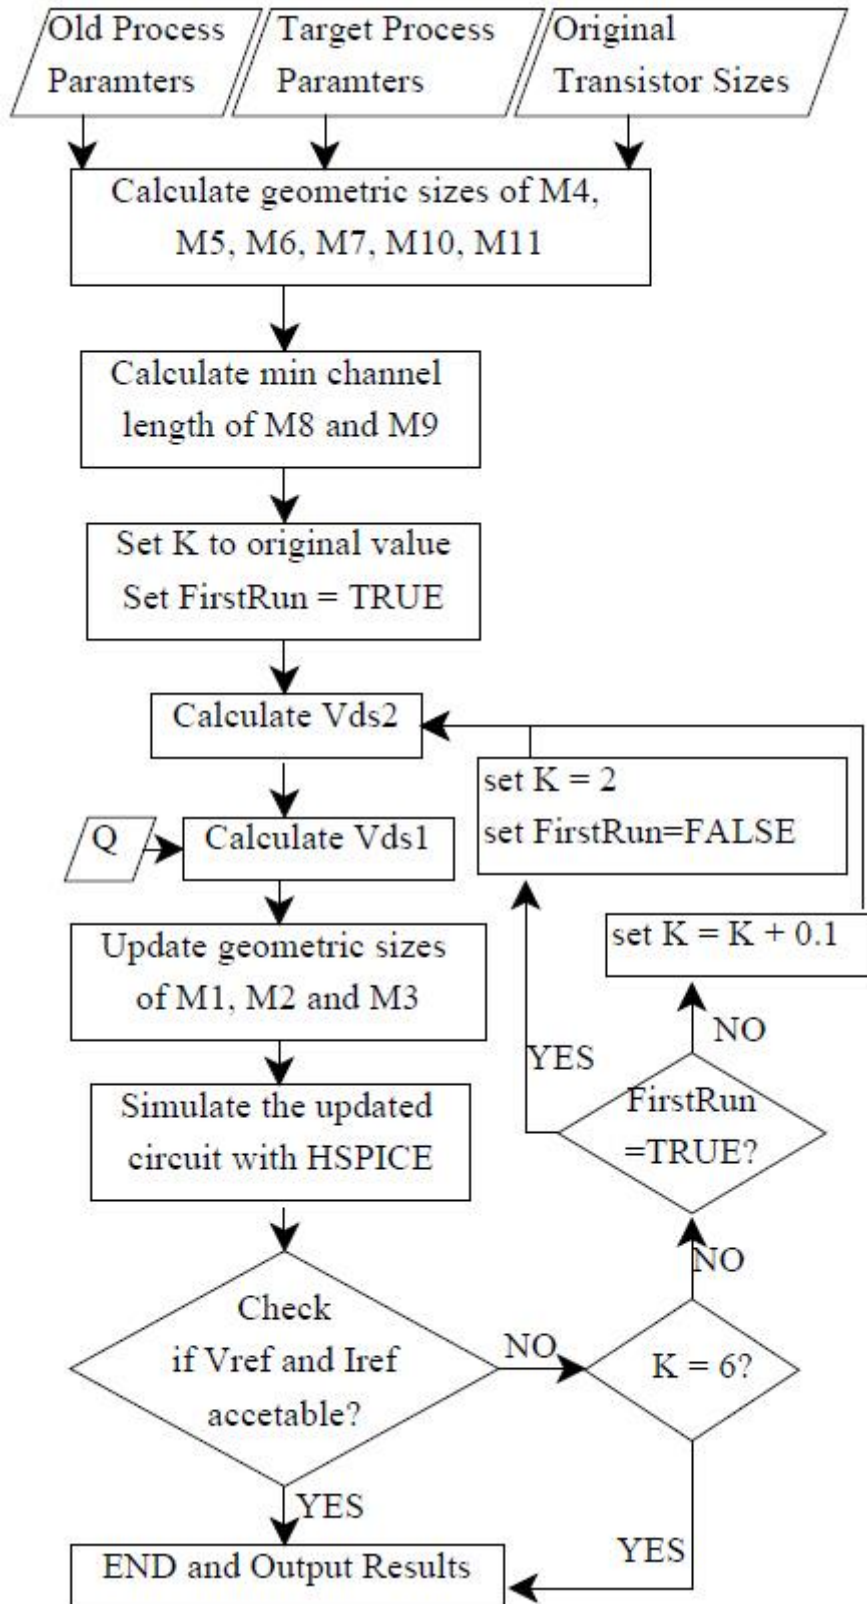 Old Process
Paramters
Target Process
Paramters
Original
Transistor Sizes
Calculate geometric sizes of M4,
M5, M6, M7, M10, M11
Calculate min channel
length of M8 and M9
Set K to original value
Set FirstRun = TRUE
Calculate Vds2
set K = 2
set FirstRun=FALSE
Q
Calculate Vds1
Update geometric sizes
of M1, M2 and M3
set K = K + 0.1
NO
YES
Simulate the updated
circuit with HSPICE
FirstRun
=TRUE?
NO
Check
if Vref and Iref
accetable?
NO
K = 6?
YES
YES
END and Output Results